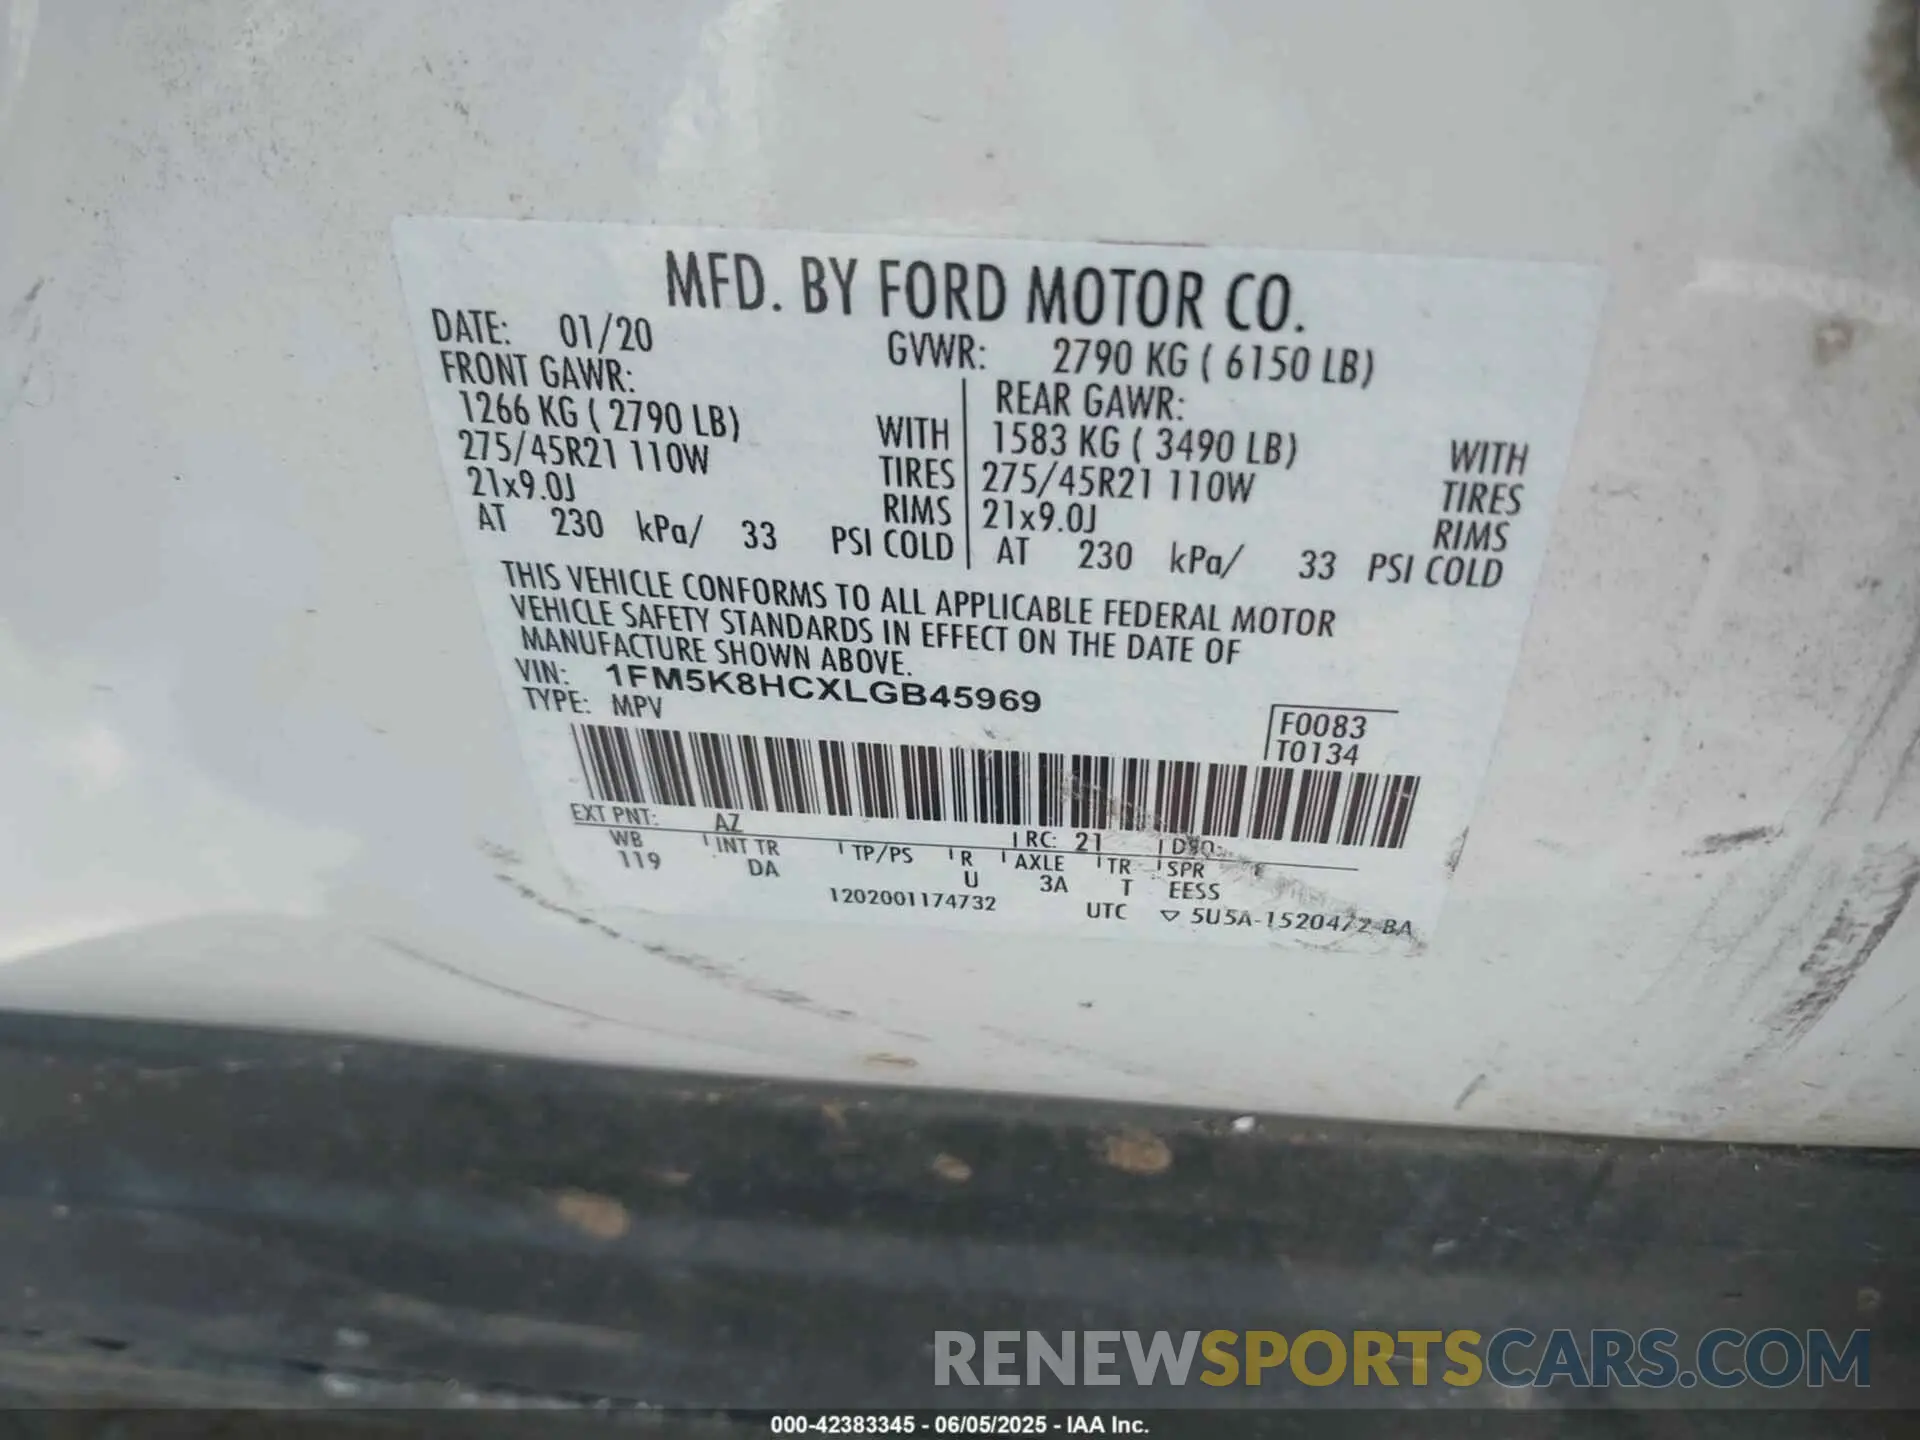 MFD. BY FORD MOTOR CO.
DATE: 01/20 GVWR: 2790 KG ( 6150 LB)
FRONT GAWR: REAR GAWR:
1266 KG ( 2790 LB) WITH 1583 KG ( 3490 LB) WITH
275/45R21 110W TIRES 275/45R21 110W TIRES
21x9.0J RIMS 21x9.0J RIMS
AT 230 kPa/ 33 PSI COLD AT 230 kPa/ 33 PSI COLD
THIS VEHICLE CONFORMS TO ALL APPLICABLE FEDERAL MOTOR
VEHICLE SAFETY STANDARDS IN EFFECT ON THE DATE OF
MANUFACTURE SHOWN ABOVE.
VIN: 1FM5K8HCXLGB45969
TYPE: MPV
F0083
T0134
EXT PNT: AZ RC: 21 DSO:
WB INT TR TP/PS R AXLE TR SPR
119 DA U 3A T EESS
1202001174732 UTC ▽ 5U5A-1520472-BA
RENEWSPORTSCARS.COM
000-42383345 - 06/05/2025 - IAA Inc.